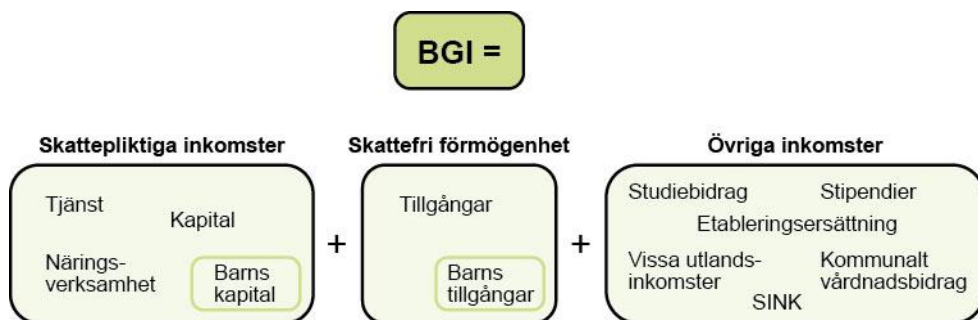 BGI =
Skattepliktiga inkomster
Tjänst
Kapital
Närings-
verksamhet
Barns
kapital
+
Skattefri förmögenhet
Tillgångar
Barns
tillgångar
+
Övriga inkomster
Studiebidrag Stipendier
Etableringsersättning
Vissa utlands-
inkomster
Kommunalt
vårdnadsbidrag
SINK